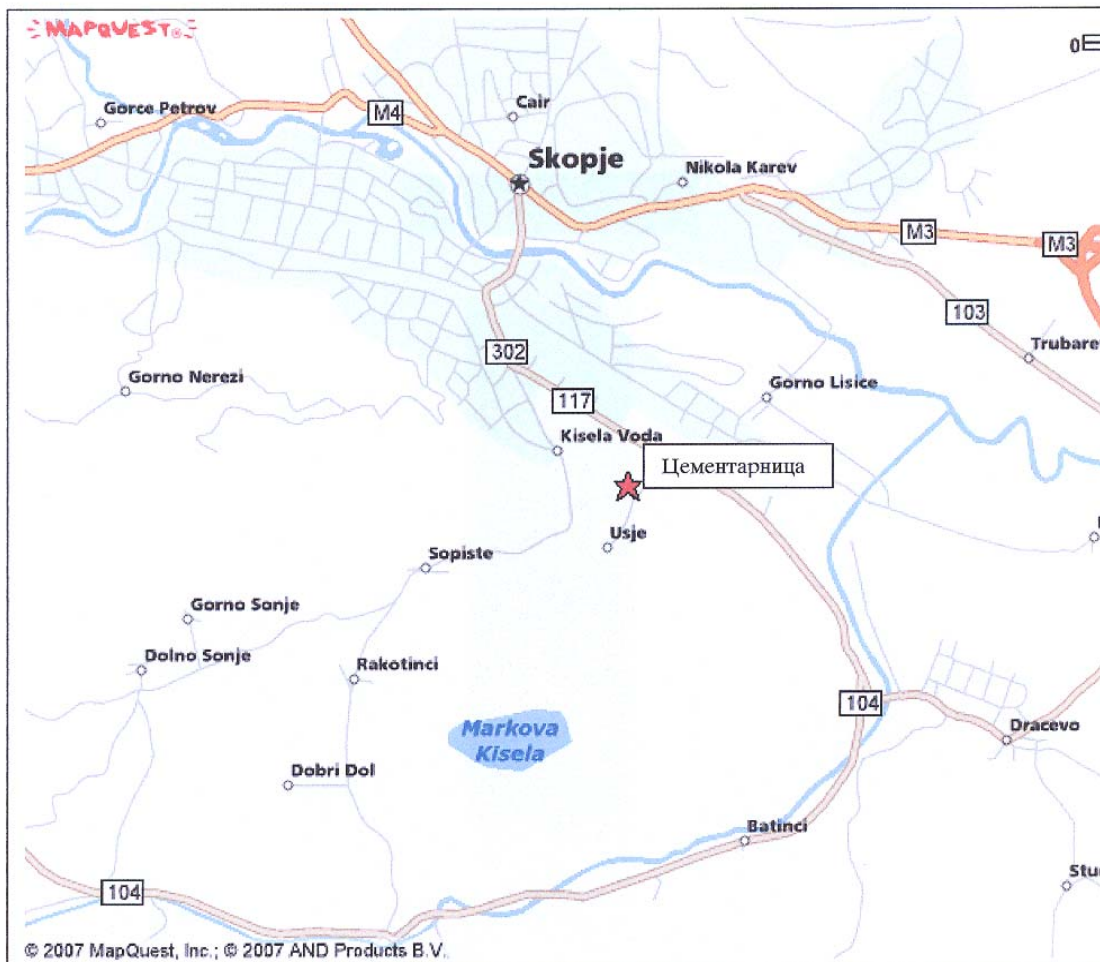 MAPQUEST®
0
Gorce Petrov
M4
Cair
Skopje
Nikola Karev
M3
M3
103
302
Gorno Nerezi
Gorno Lisice
117
Kisela Voda
Цементарница
Usje
Sopiste
Gorno Sonje
Dolno Sonje
Rakotinci
104
Markova
Kisela
Dracevo
Dobri Dol
Batinci
104
© 2007 MapQuest, Inc.; © 2007 AND Products B.V.